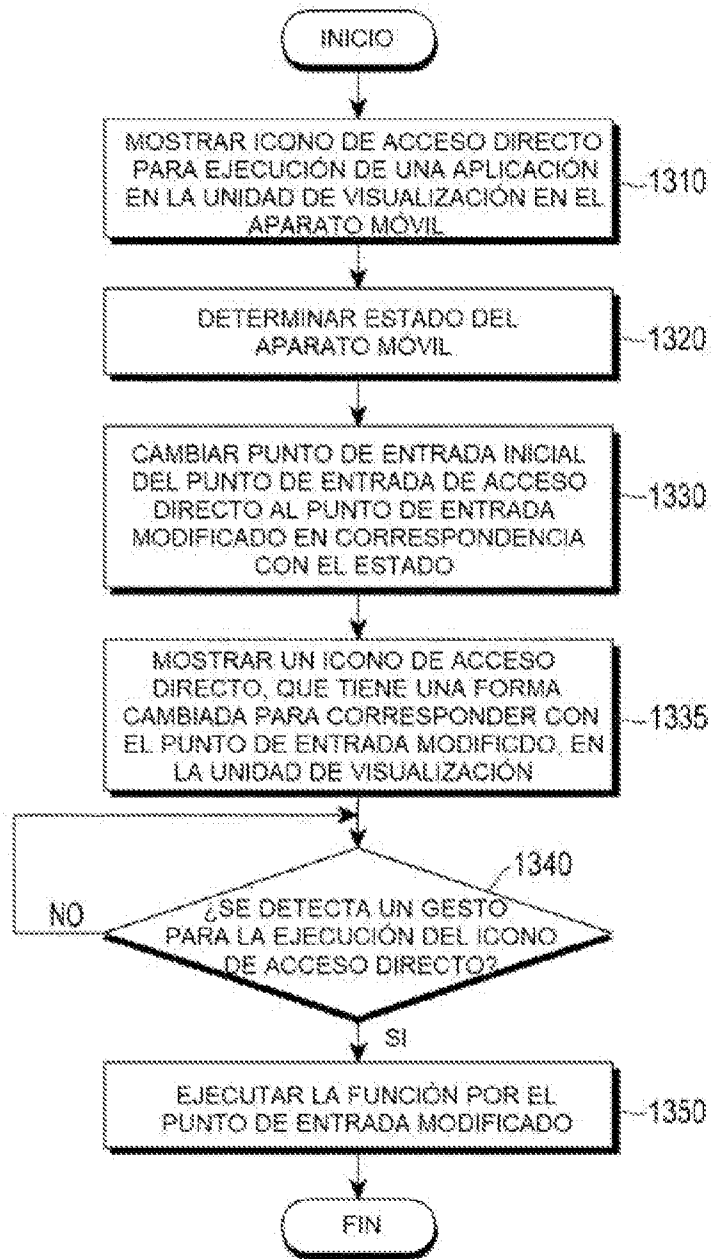 INICIO
MOSTRAR ICONO DE ACCESO DIRECTO
PARA EJECUCIÓN DE UNA APLICACIÓN
EN LA UNIDAD DE VISUALIZACIÓN EN EL
APARATO MÓVIL
1310
DETERMINAR ESTADO DEL
APARATO MÓVIL
1320
CAMBIAR PUNTO DE ENTRADA INICIAL
DEL PUNTO DE ENTRADA DE ACCESO
DIRECTO AL PUNTO DE ENTRADA
MODIFICADO EN CORRESPONDENCIA
CON EL ESTADO
1330
MOSTRAR UN ICONO DE ACCESO
DIRECTO, QUE TIENE UNA FORMA
CAMBIADA PARA CORRESPONDER CON
EL PUNTO DE ENTRADA MODIFICDO, EN
LA UNIDAD DE VISUALIZACIÓN
1335
1340
¿SE DETECTA UN GESTO
PARA LA EJECUCIÓN DEL ICONO
DE ACCESO DIRECTO?
NO
SI
EJECUTAR LA FUNCIÓN POR EL
PUNTO DE ENTRADA MODIFICADO
1350
FIN